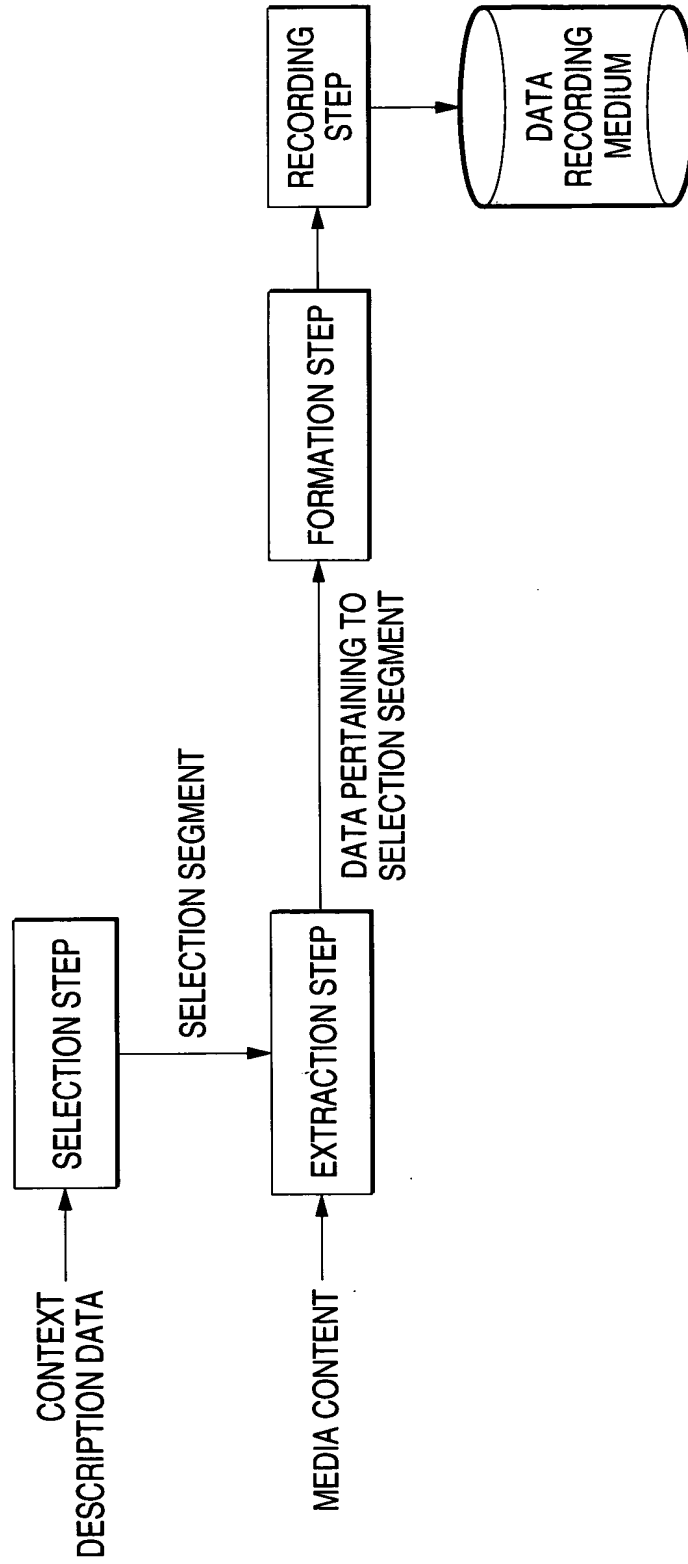 CONTEXT
DESCRIPTION DATA
SELECTION STEP
SELECTION SEGMENT
MEDIA CONTENT
EXTRACTION STEP
DATA PERTAINING TO
SELECTION SEGMENT
FORMATION STEP
RECORDING
STEP
DATA
RECORDING
MEDIUM